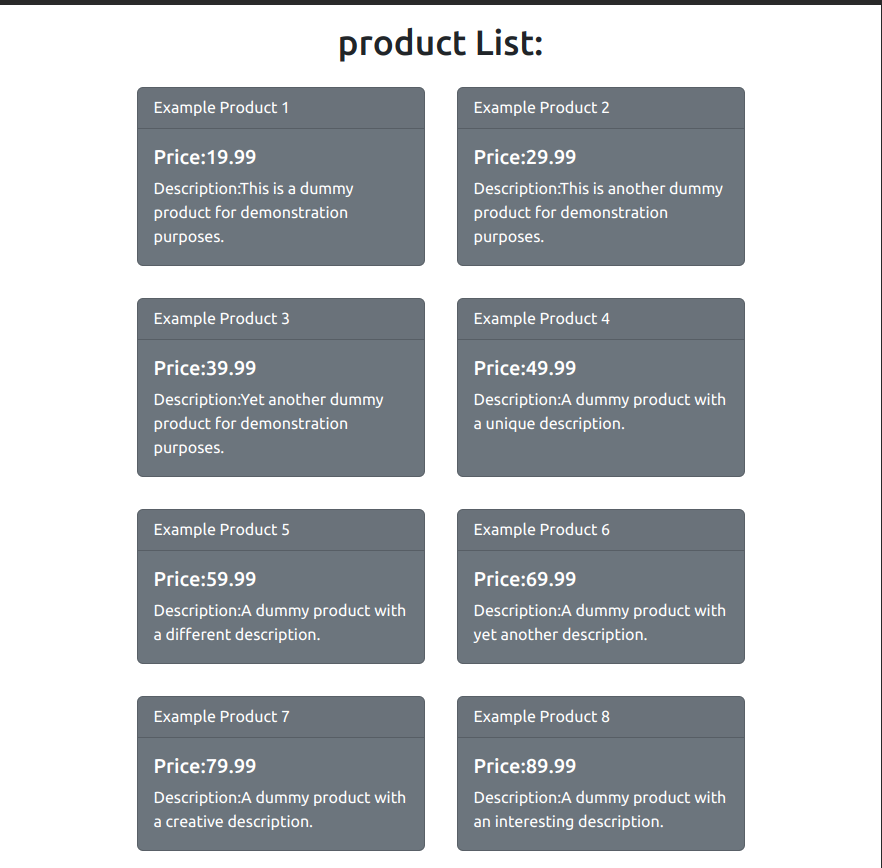 product List:
Example Product 1
Price:19.99
Description:This is a dummy
product for demonstration
purposes.
Example Product 2
Price:29.99
Description:This is another dummy
product for demonstration
purposes.
Example Product 3
Price:39.99
Description:Yet another dummy
product for demonstration
purposes.
Example Product 4
Price:49.99
Description:A dummy product with
a unique description.
Example Product 5
Price:59.99
Description:A dummy product with
a different description.
Example Product 6
Price:69.99
Description:A dummy product with
yet another description.
Example Product 7
Price:79.99
Description:A dummy product with
a creative description.
Example Product 8
Price:89.99
Description:A dummy product with
an interesting description.